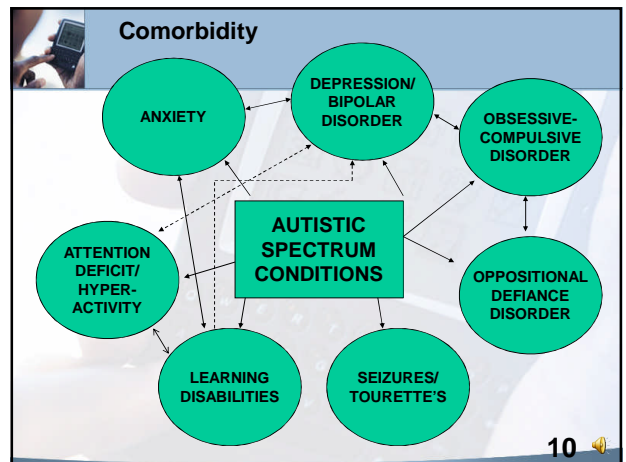 Comorbidity
ANXIETY
DEPRESSION/
BIPOLAR
DISORDER
OBSESSIVE-
COMPULSIVE
DISORDER
AUTISTIC
SPECTRUM
CONDITIONS
ATTENTION
DEFICIT/
HYPER-
ACTIVITY
OPPOSITIONAL
DEFIANCE
DISORDER
LEARNING
DISABILITIES
SEIZURES/
TOURETTE'S
10